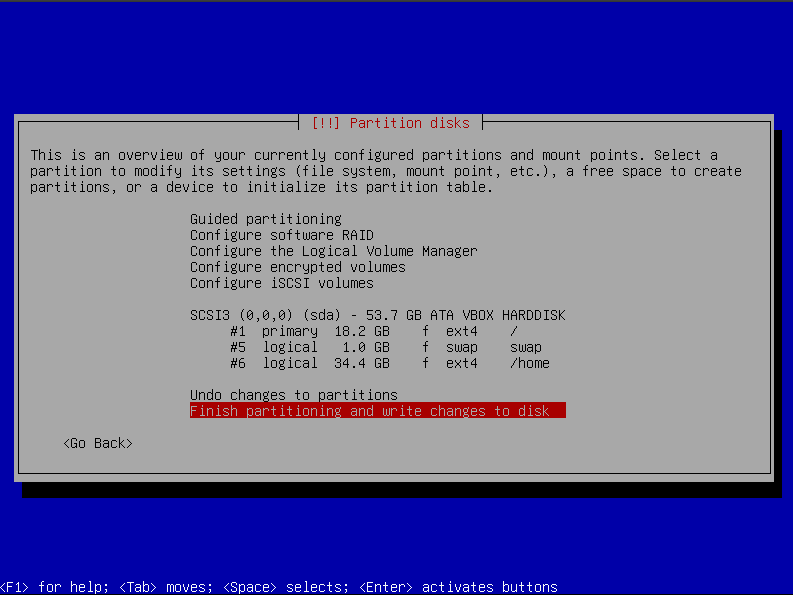 [!!] Partition disks
This is an overview of your currently configured partitions and mount points. Select a
partition to modify its settings (file system, mount point, etc.), a free space to create
partitions, or a device to initialize its partition table.
Guided partitioning
Configure software RAID
Configure the Logical Volume Manager
Configure encrypted volumes
Configure iSCSI volumes
SCSI3 (0,0,0) (sda) - 53.7 GB ATA VBOX HARDDISK
#1 primary 18.2 GB f ext4 /
#5 logical 1.0 GB f swap swap
#6 logical 34.4 GB f ext4 /home
Undo changes to partitions
Finish partitioning and write changes to disk
<Go Back>
<F1> for help; <Tab> moves; <Space> selects; <Enter> activates buttons